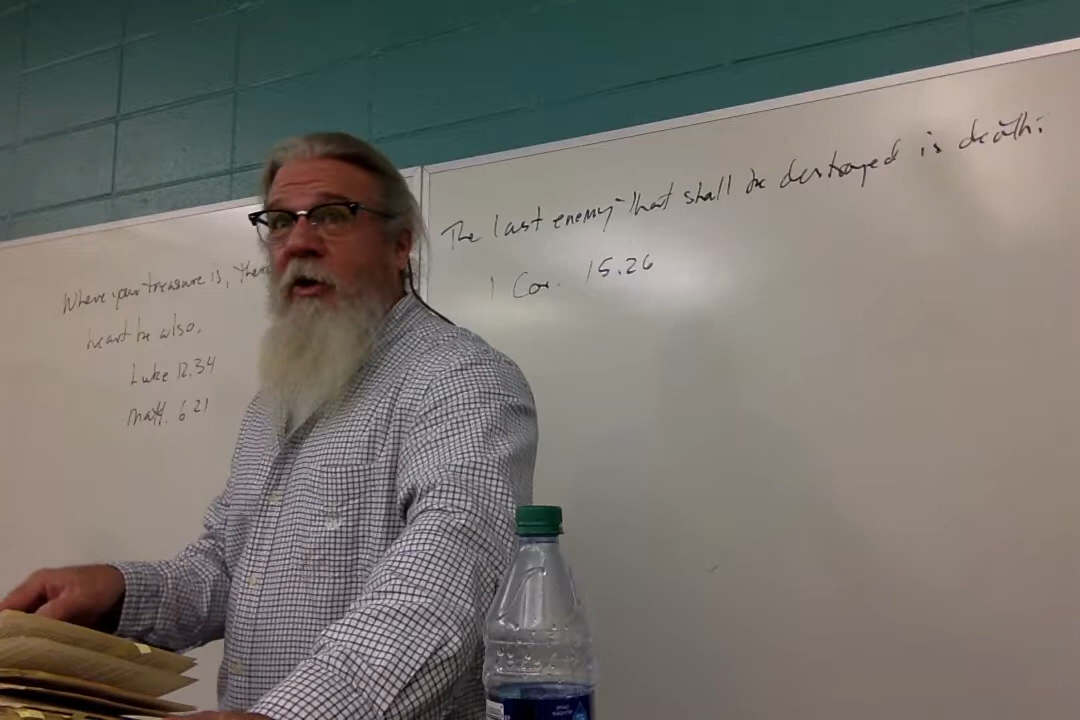 Where your treasure is, there
heart be also.
Luke 12.34
Matt. 6 21
The last enemy that shall be destroyed is death.
1 Cor. 15.26